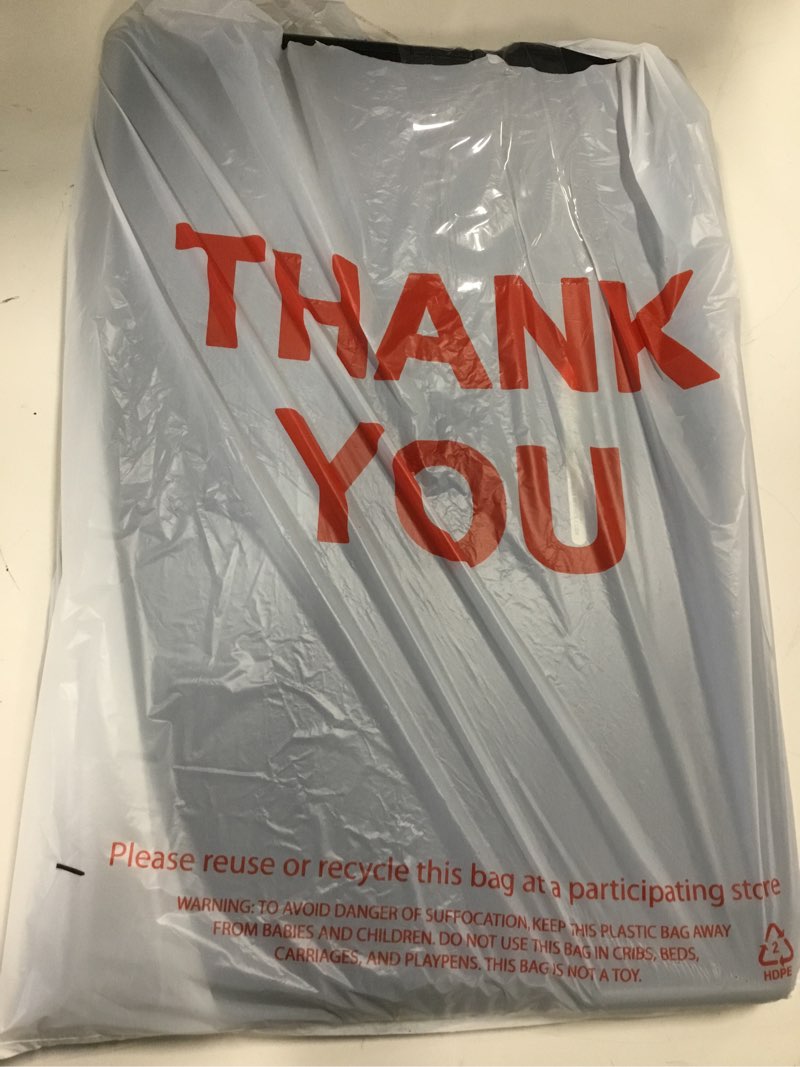 THANK
YOU
Please reuse or recycle this bag at a participating store
WARNING: TO AVOID DANGER OF SUFFOCATION, KEEP THIS PLASTIC BAG AWAY
FROM BABIES AND CHILDREN. DO NOT USE THIS BAG IN CRIBS, BEDS,
CARRIAGES, AND PLAYPENS. THIS BAG IS NOT A TOY.
2
HDPE